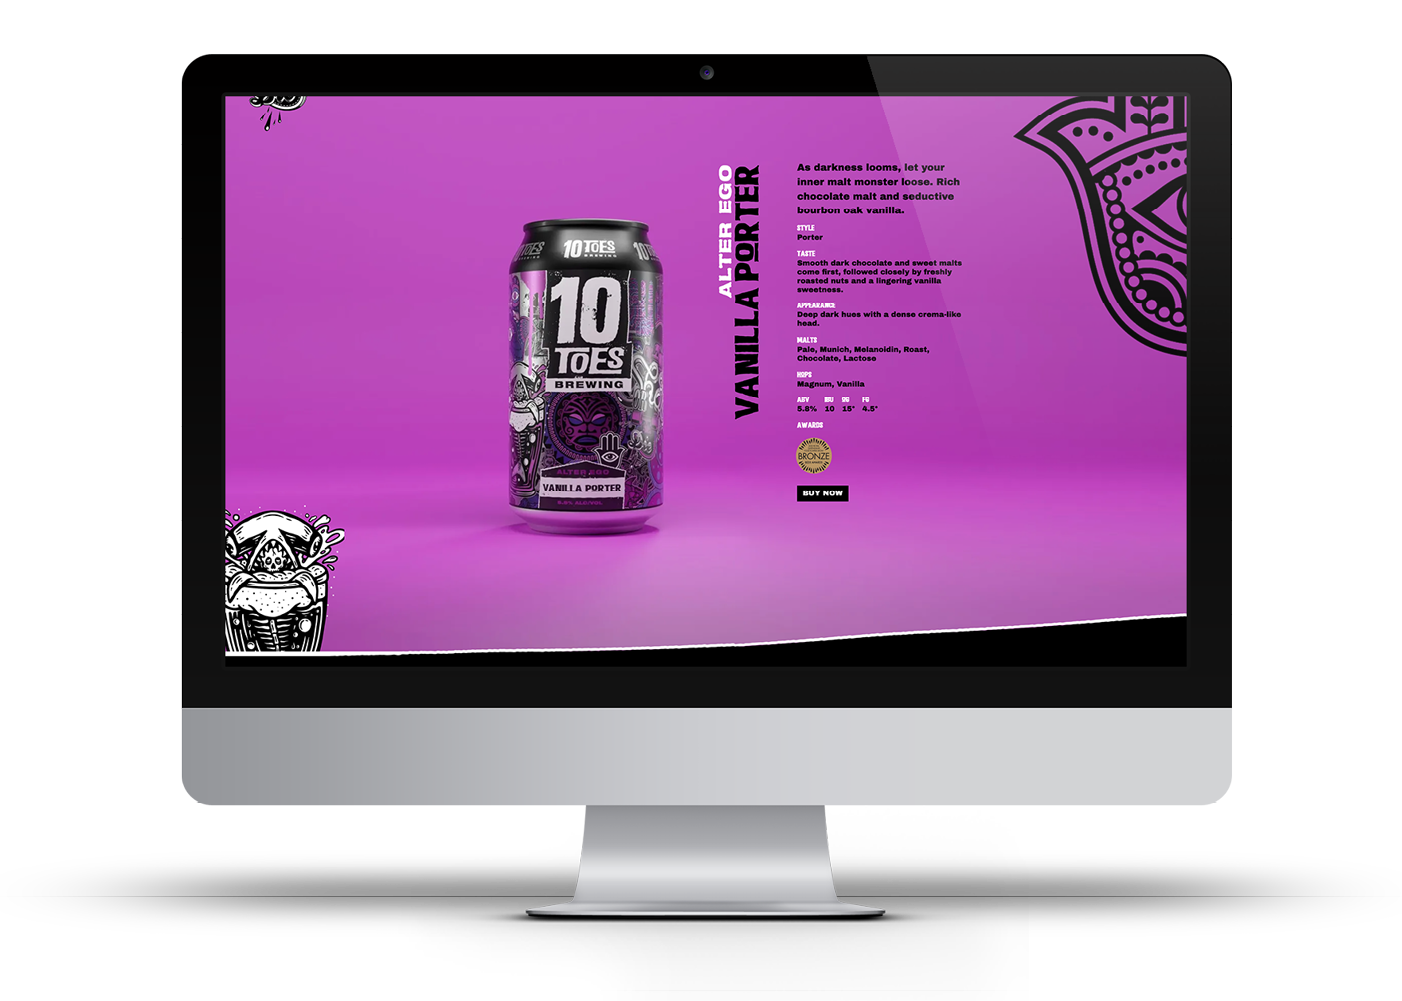 ALTER EGO
VANILLA PORTER
As darkness looms, let your
inner malt monster loose. Rich
chocolate malt and seductive
bourbon oak vanilla.
STYLE
Porter
TASTE
Smooth dark chocolate and sweet malts
come first, followed closely by freshly
roasted nuts and a lingering vanilla
sweetness.
APPEARANCE
Deep dark hues with a dense crema-like
head.
MALTS
Pale, Munich, Melanoidin, Roast,
Chocolate, Lactose
HOPS
Magnum, Vanilla
ABV IBU OG FG
5.8% 10 15° 4.5°
AWARDS
BRONZE
BUY NOW
10 TOES
BREWING
10
TOES
BREWING
ALTER EGO
VANILLA PORTER
5.8% ALC/VOL